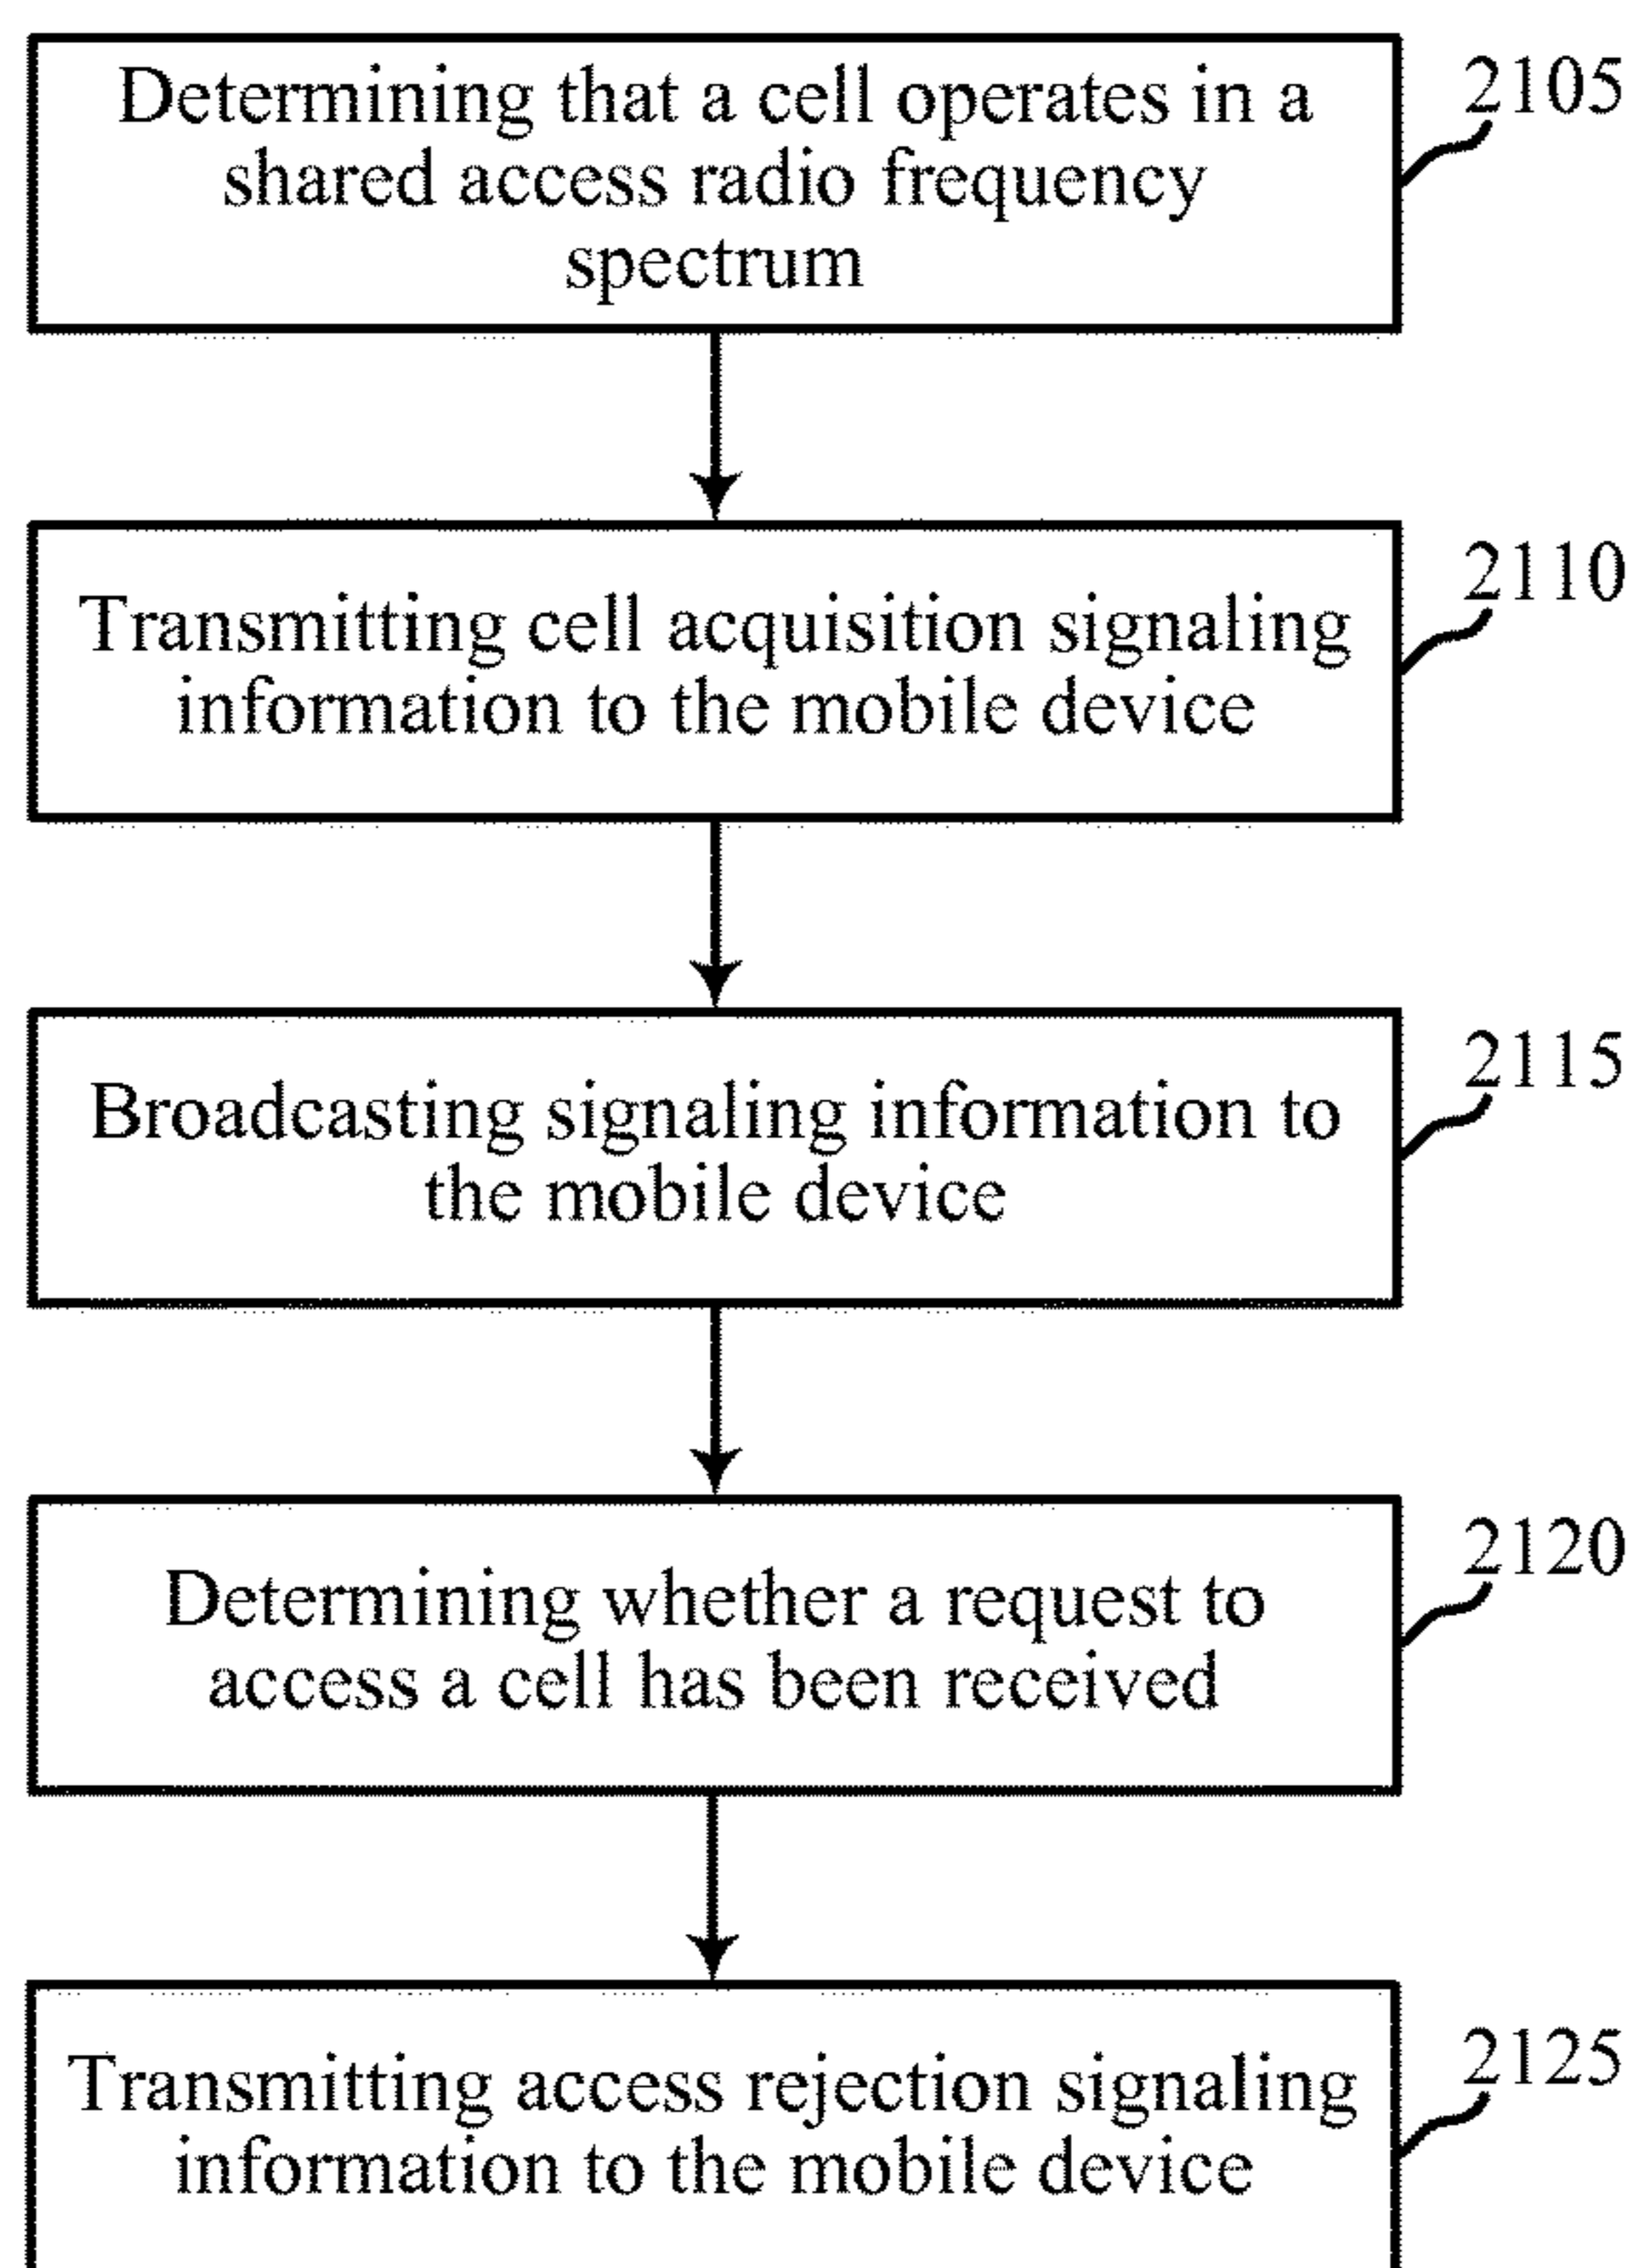 Determining that a cell operates in a
shared access radio frequency
spectrum
2105
Transmitting cell acquisition signaling
information to the mobile device
2110
Broadcasting signaling information to
the mobile device
2115
Determining whether a request to
access a cell has been received
2120
Transmitting access rejection signaling
information to the mobile device
2125